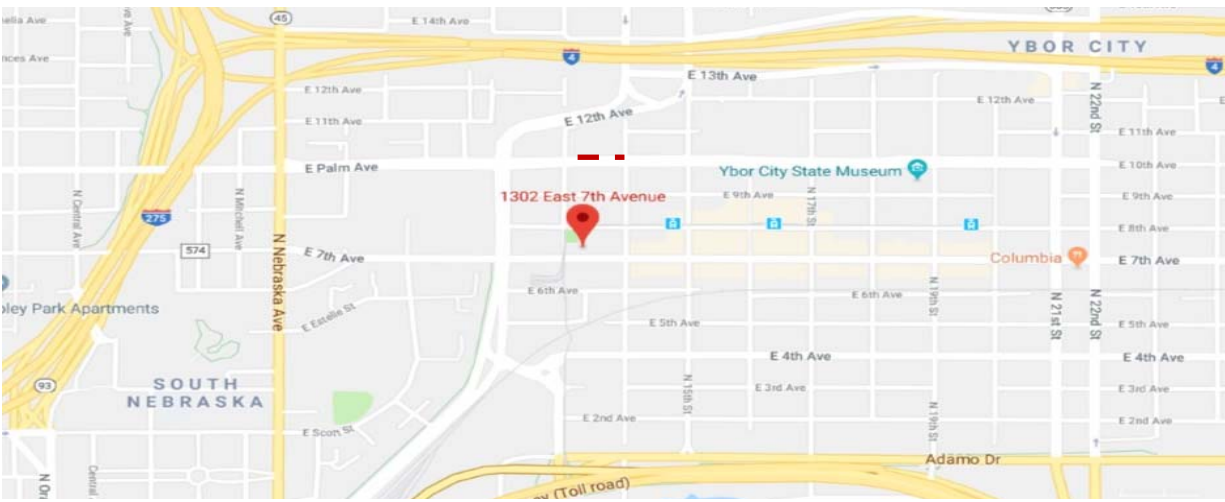 45
E 14th Ave
YBOR CITY
4
4
E 13th Ave
E 12th Ave
E 12th Ave
E 12th Ave
N 22nd St
E 11th Ave
E 11th Ave
E Palm Ave
Ybor City State Museum
E 10th Ave
1302 East 7th Avenue
E 9th Ave
N 17th St
E 9th Ave
N Central Ave
N Mitchell Ave
275
E 8th Ave
574
E 7th Ave
N Nebraska Ave
Columbia
E 7th Ave
E 6th Ave
E 6th Ave
N 19th St
N 21st St
N 22nd St
Park Apartments
E Estelle St
E 5th Ave
E 5th Ave
E 4th Ave
E 4th Ave
93
SOUTH
NEBRASKA
N 15th St
E 3rd Ave
E 3rd Ave
E 2nd Ave
N 19th St
E 2nd Ave
E Scott St
Adamo Dr
Central
(Toll road)